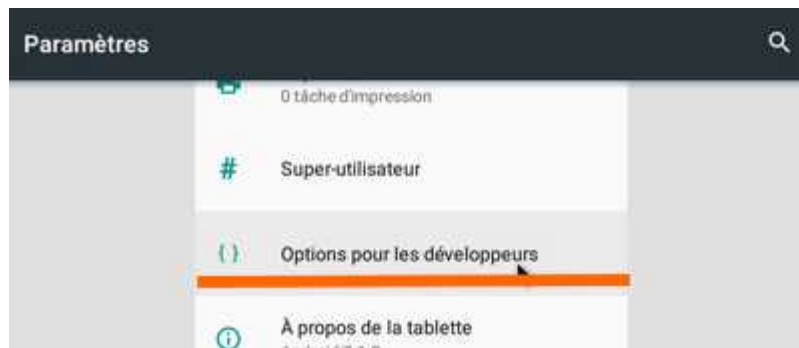 Paramètres
0 tâche d'impression
#
Super-utilisateur
{ }
Options pour les développeurs
À propos de la tablette